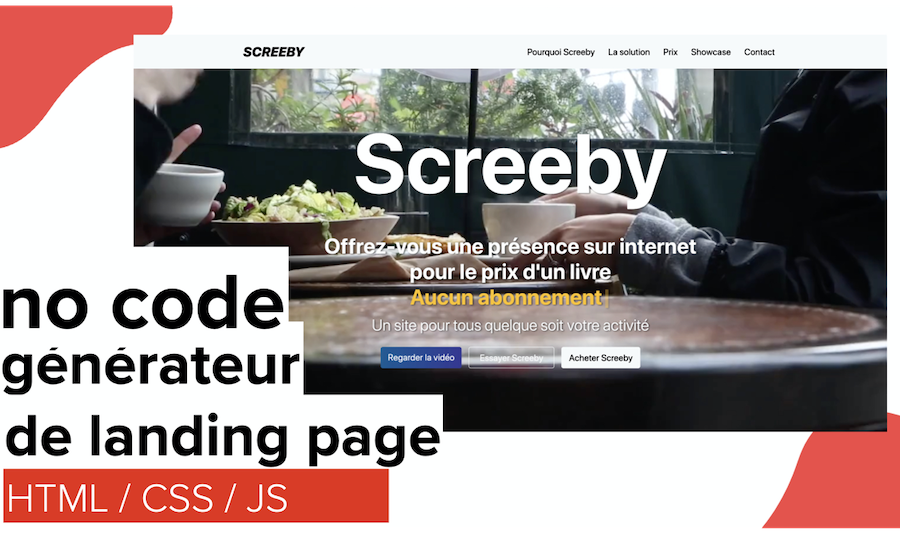 SCREEBY
Pourquoi Screeby La solution Prix Showcase Contact
Screeby
Offrez-vous une présence sur internet
pour le prix d'un livre
Aucun abonnement
Un site pour tous quelque soit votre activité
Regarder la vidéo Essayer Screeby Acheter Screeby
no code
générateur
de landing page
HTML / CSS / JS